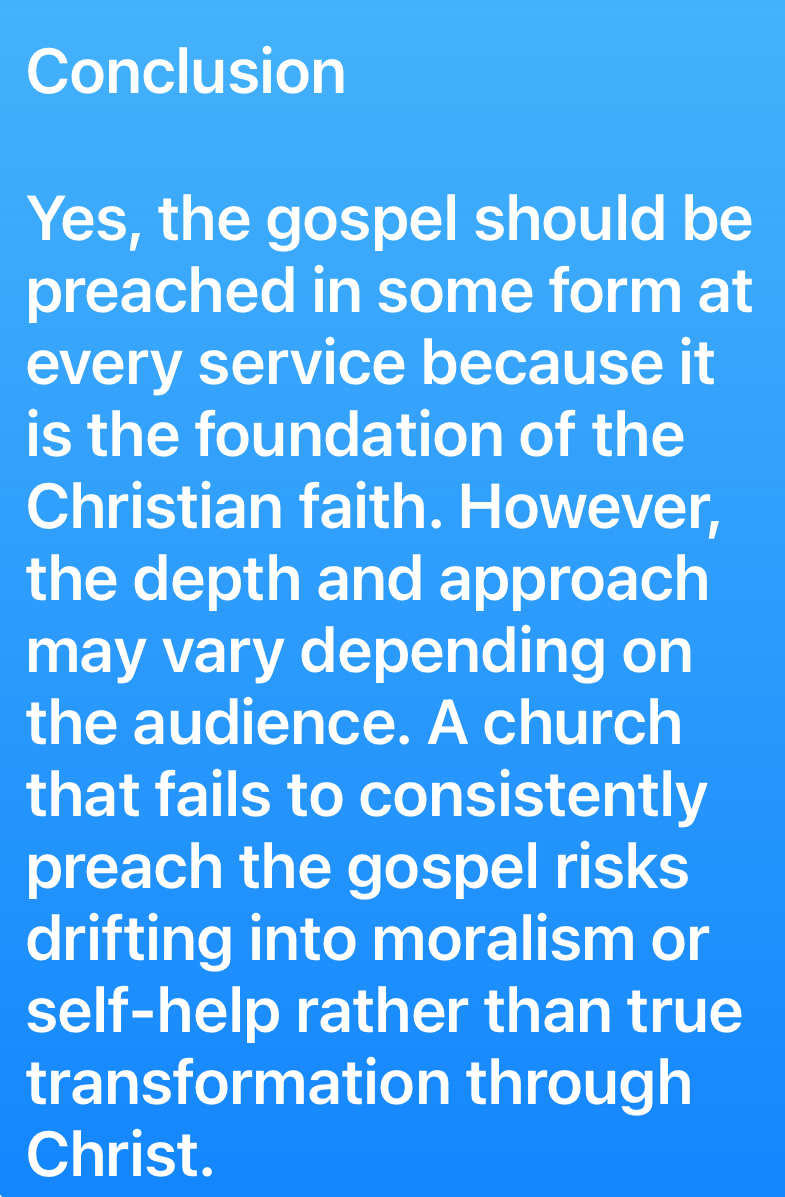 Conclusion
Yes, the gospel should be
preached in some form at
every service because it
is the foundation of the
Christian faith. However,
the depth and approach
may vary depending on
the audience. A church
that fails to consistently
preach the gospel risks
drifting into moralism or
self-help rather than true
transformation through
Christ.